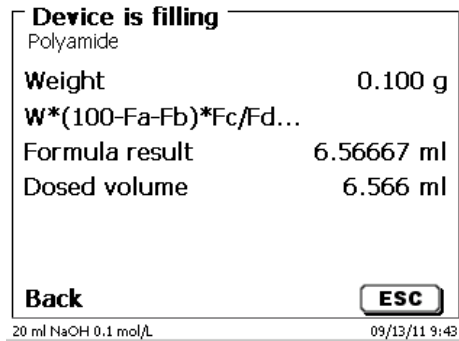 Device is filling
Polyamide
Weight 0.100 g
W*(100-Fa-Fb)*Fc/Fd...
Formula result 6.56667 ml
Dosed volume 6.566 ml
Back ESC
20 ml NaOH 0.1 mol/L 09/13/11 9:43